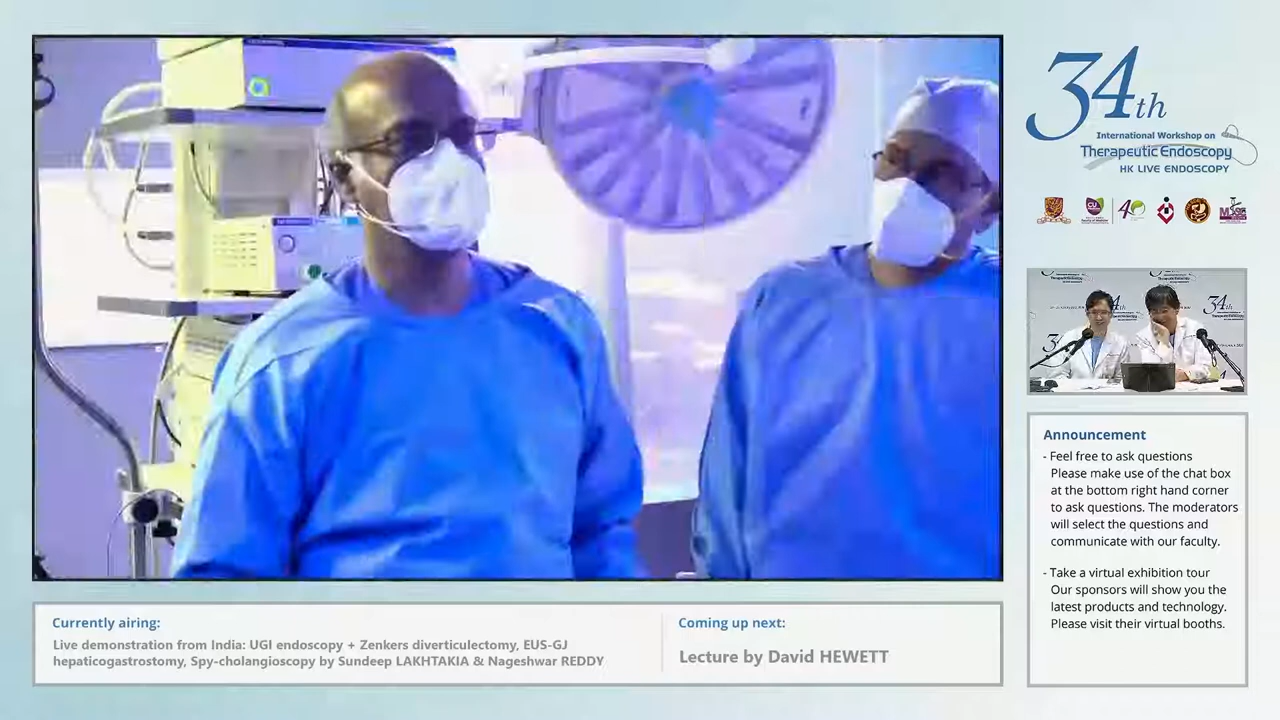 34th
International Workshop on
Therapeutic Endoscopy
HK LIVE ENDOSCOPY
34th
Announcement
- Feel free to ask questions
Please make use of the chat box
at the bottom right hand corner
to ask questions. The moderators
will select the questions and
communicate with our faculty.
- Take a virtual exhibition tour
Our sponsors will show you the
latest products and technology.
Please visit their virtual booths.
Currently airing:
Live demonstration from India: UGI endoscopy + Zenkers diverticulectomy, EUS-GJ
hepaticogastrostomy, Spy-cholangioscopy by Sundeep LAKHTAKIA & Nageshwar REDDY
Coming up next:
Lecture by David HEWETT